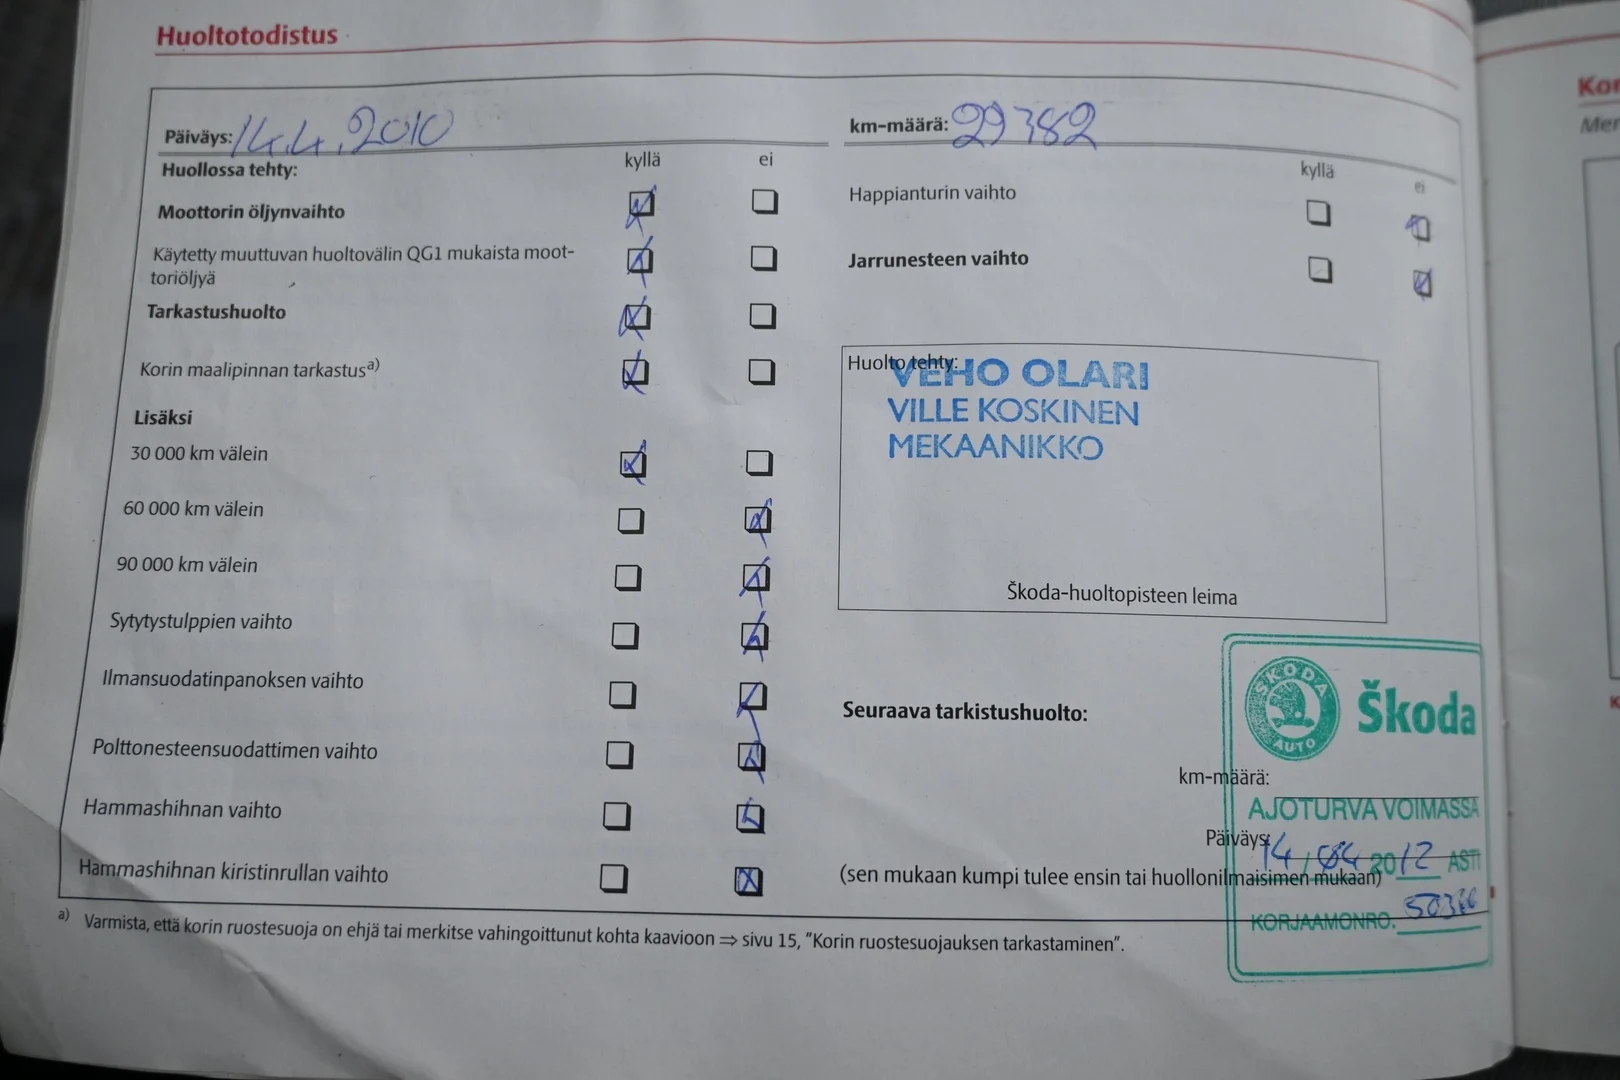 Huoltotodistus
Päiväys: 14.4.2010
km-määrä: 29382
Huollossa tehty:
kyllä ei
Moottorin öljynvaihto
Käytetty muuttuvan huoltovälin QG1 mukaista moot-
toriöljyä
Tarkastushuolto
Korin maalipinnan tarkastus a)
Lisäksi
30 000 km välein
60 000 km välein
90 000 km välein
Sytytystulppien vaihto
Ilmansuodatinpanoksen vaihto
Polttonesteensuodattimen vaihto
Hammashihnan vaihto
Hammashihnan kiristinrullan vaihto
kyllä ei
Happianturin vaihto
Jarrunesteen vaihto
Huolto tehty:
VEHO OLARI
VILLE KOSKINEN
MEKAANIKKO
Škoda-huoltopisteen leima
Seuraava tarkistushuolto:
km-määrä:
Päiväys:
(sen mukaan kumpi tulee ensin tai huollonilmaisimen mukaan)
ŠKODA
AUTO
Škoda
AJOTURVA VOIMASSA
14 / 04 2012 ASTI
KORJAAMONRO.
a) Varmista, että korin ruostesuoja on ehjä tai merkitse vahingoittunut kohta kaavioon ⇒ sivu 15, "Korin ruostesuojauksen tarkastaminen".
Kor
Mer